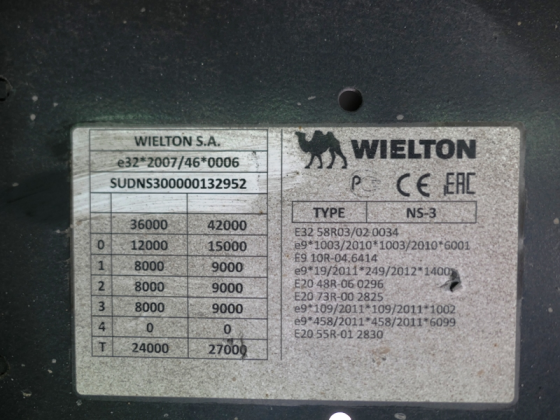 WIELTON S.A.
e32*2007/46*0006
SUDNS300000132952
36000 42000
0 12000 15000
1 8000 9000
2 8000 9000
3 8000 9000
4 0 0
T 24000 27000
WIELTON
CE EAC
TYPE NS-3
E32 58R03/02 0034
e9*1003/2010*1003/2010*6001
E9 10R-04.6414
e9*19/2011*249/2012*1400
E20 48R-06 0296
E20 73R-00 2825
e9*109/2011*109/2011*1002
e9*458/2011*458/2011*6099
E20 55R-01 2830